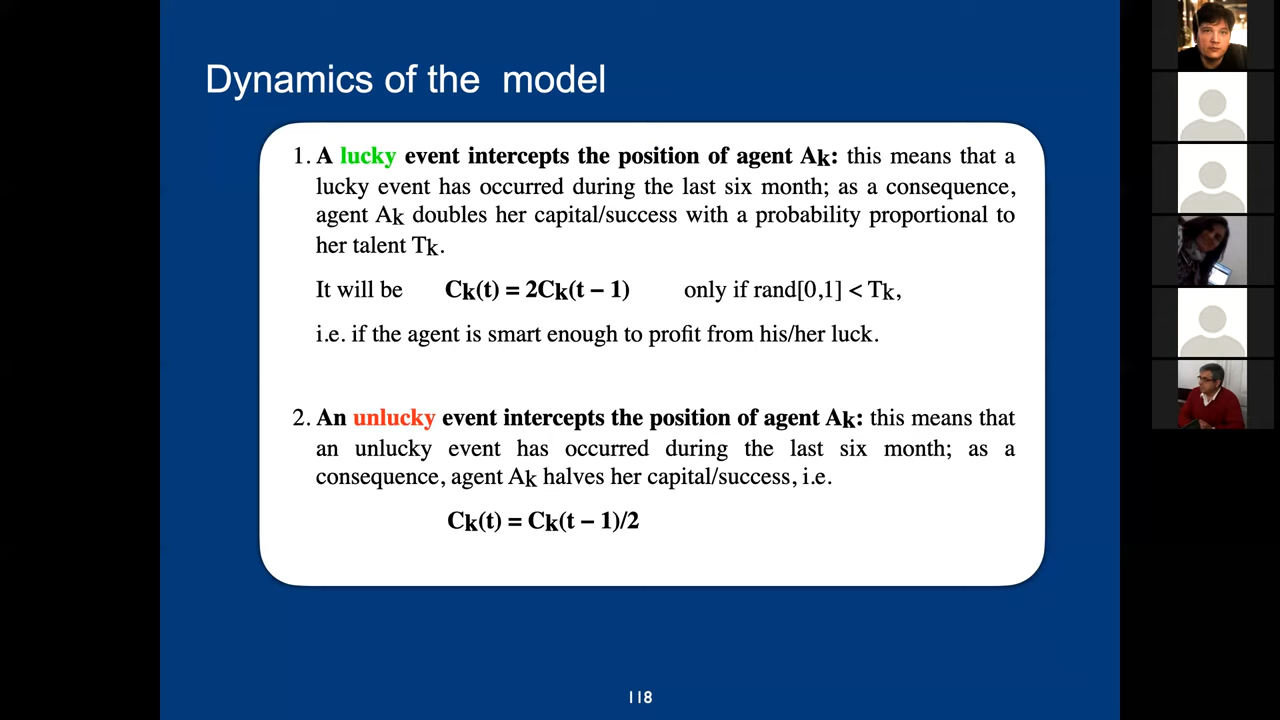 Dynamics of the model
1. A lucky event intercepts the position of agent Ak: this means that a
lucky event has occurred during the last six month; as a consequence,
agent Ak doubles her capital/success with a probability proportional to
her talent Tk.
It will be Ck(t) = 2Ck(t − 1) only if rand[0,1] < Tk,
i.e. if the agent is smart enough to profit from his/her luck.
2. An unlucky event intercepts the position of agent Ak: this means that
an unlucky event has occurred during the last six month; as a
consequence, agent Ak halves her capital/success, i.e.
Ck(t) = Ck(t − 1)/2
118